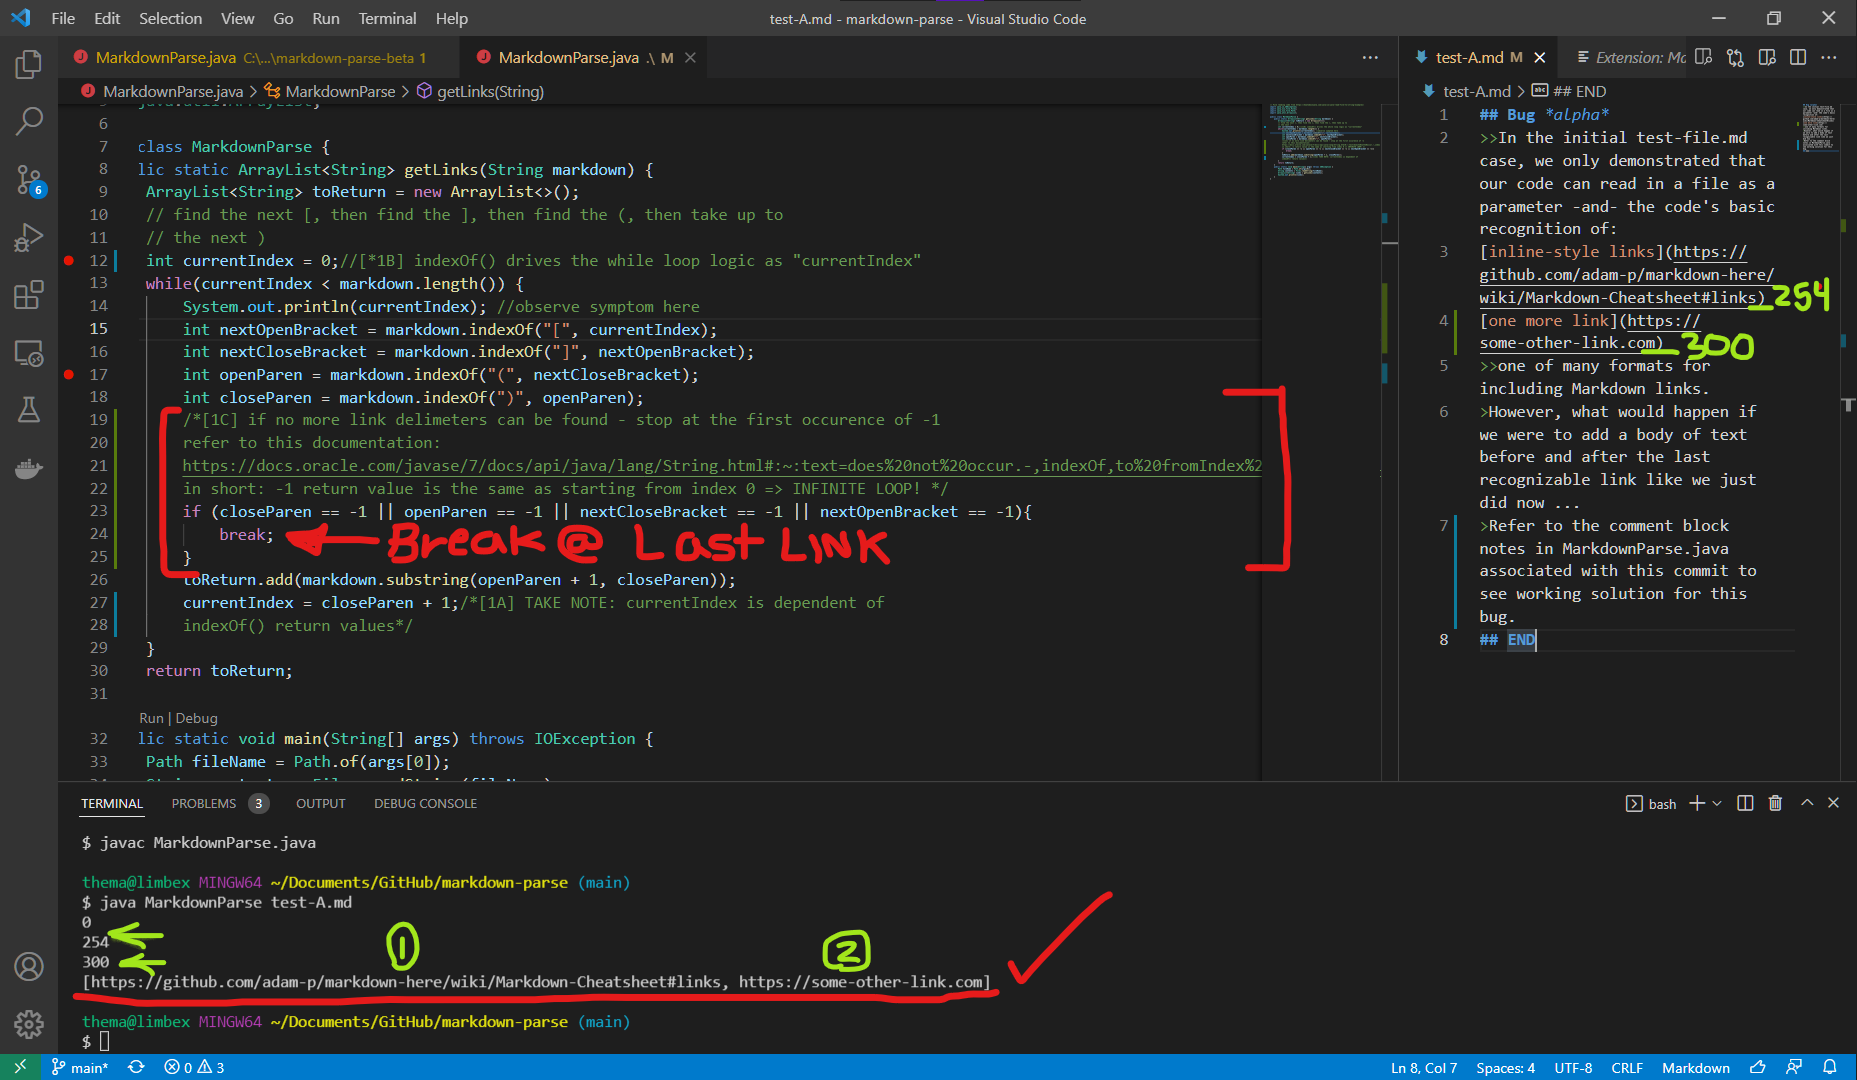 File Edit Selection View Go Run Terminal Help
test-A.md - markdown-parse - Visual Studio Code
MarkdownParse.java C:\...\markdown-parse-beta 1
MarkdownParse.java .\ M
MarkdownParse.java > MarkdownParse > getLinks(String)
6
7 class MarkdownParse {
8 lic static ArrayList<String> getLinks(String markdown) {
9 ArrayList<String> toReturn = new ArrayList<>();
10 // find the next [, then find the ], then find the (, then take up to
11 // the next )
12 int currentIndex = 0;//[*1B] indexOf() drives the while loop logic as "currentIndex"
13 while(currentIndex < markdown.length()) {
14 System.out.println(currentIndex); //observe symptom here
15 int nextOpenBracket = markdown.indexOf("[", currentIndex);
16 int nextCloseBracket = markdown.indexOf("]", nextOpenBracket);
17 int openParen = markdown.indexOf("(", nextCloseBracket);
18 int closeParen = markdown.indexOf(")", openParen);
19 /*[1C] if no more link delimeters can be found - stop at the first occurence of -1
20 refer to this documentation:
21 https://docs.oracle.com/javase/7/docs/api/java/lang/String.html#:~:text=does%20not%20occur.-,indexOf,to%20fromIndex%2
22 in short: -1 return value is the same as starting from index 0 => INFINITE LOOP! */
23 if (closeParen == -1 || openParen == -1 || nextCloseBracket == -1 || nextOpenBracket == -1){
24 break; Break @ Last LINK
25 }
26 toReturn.add(markdown.substring(openParen + 1, closeParen));
27 currentIndex = closeParen + 1;/*[1A] TAKE NOTE: currentIndex is dependent of
28 indexOf() return values*/
29 }
30 return toReturn;
31
Run | Debug
32 lic static void main(String[] args) throws IOException {
33 Path fileName = Path.of(args[0]);
test-A.md M
Extension: Mc
test-A.md > ## END
1 ## Bug *alpha*
2 >>In the initial test-file.md
case, we only demonstrated that
our code can read in a file as a
parameter -and- the code's basic
recognition of:
3 [inline-style links](https://
github.com/adam-p/markdown-here/
wiki/Markdown-Cheatsheet#links) 254
4 [one more link](https://
some-other-link.com) 300
5 >>one of many formats for
including Markdown links.
6 >However, what would happen if
we were to add a body of text
before and after the last
recognizable link like we just
did now ...
7 >Refer to the comment block
notes in MarkdownParse.java
associated with this commit to
see working solution for this
bug.
8 ## END
TERMINAL PROBLEMS 3 OUTPUT DEBUG CONSOLE
bash
$ javac MarkdownParse.java
thema@limbex MINGW64 ~/Documents/GitHub/markdown-parse (main)
$ java MarkdownParse test-A.md
0
254
300
1 2
[https://github.com/adam-p/markdown-here/wiki/Markdown-Cheatsheet#links, https://some-other-link.com]
thema@limbex MINGW64 ~/Documents/GitHub/markdown-parse (main)
$
6
main* 0 3
Ln 8, Col 7 Spaces: 4 UTF-8 CRLF Markdown